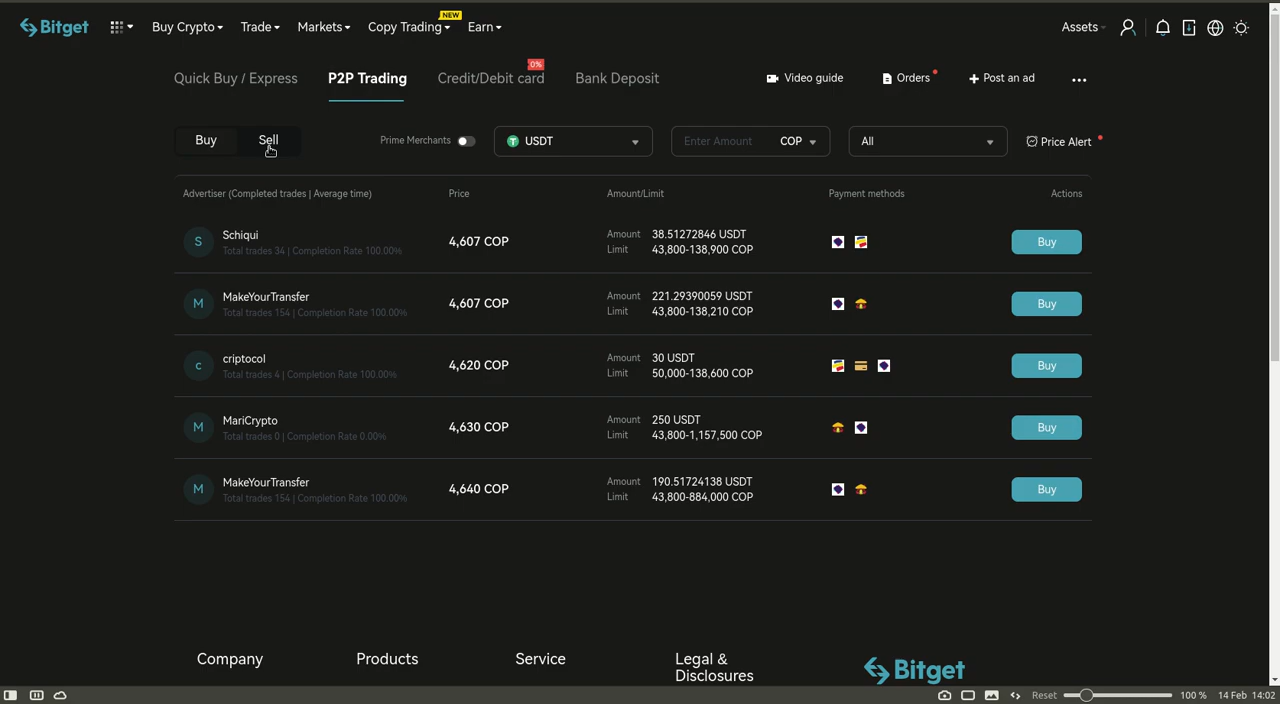 Bitget
Buy Crypto
Trade
Markets
Copy Trading
NEW
Earn
Assets
Quick Buy / Express
P2P Trading
Credit/Debit card
0%
Bank Deposit
Video guide
Orders
Post an ad
Buy
Sell
Prime Merchants
USDT
Enter Amount
COP
All
Price Alert
Advertiser (Completed trades | Average time)
Price
Amount/Limit
Payment methods
Actions
S
Schiqui
Total trades 34 | Completion Rate 100.00%
4,607 COP
Amount 38.51272846 USDT
Limit 43,800-138,900 COP
Buy
M
MakeYourTransfer
Total trades 154 | Completion Rate 100.00%
4,607 COP
Amount 221.29390059 USDT
Limit 43,800-138,210 COP
Buy
c
criptocol
Total trades 4 | Completion Rate 100.00%
4,620 COP
Amount 30 USDT
Limit 50,000-138,600 COP
Buy
M
MariCrypto
Total trades 0 | Completion Rate 0.00%
4,630 COP
Amount 250 USDT
Limit 43,800-1,157,500 COP
Buy
M
MakeYourTransfer
Total trades 154 | Completion Rate 100.00%
4,640 COP
Amount 190.51724138 USDT
Limit 43,800-884,000 COP
Buy
Company
Products
Service
Legal &
Disclosures
Bitget
Reset
100 %
14 Feb 14:02